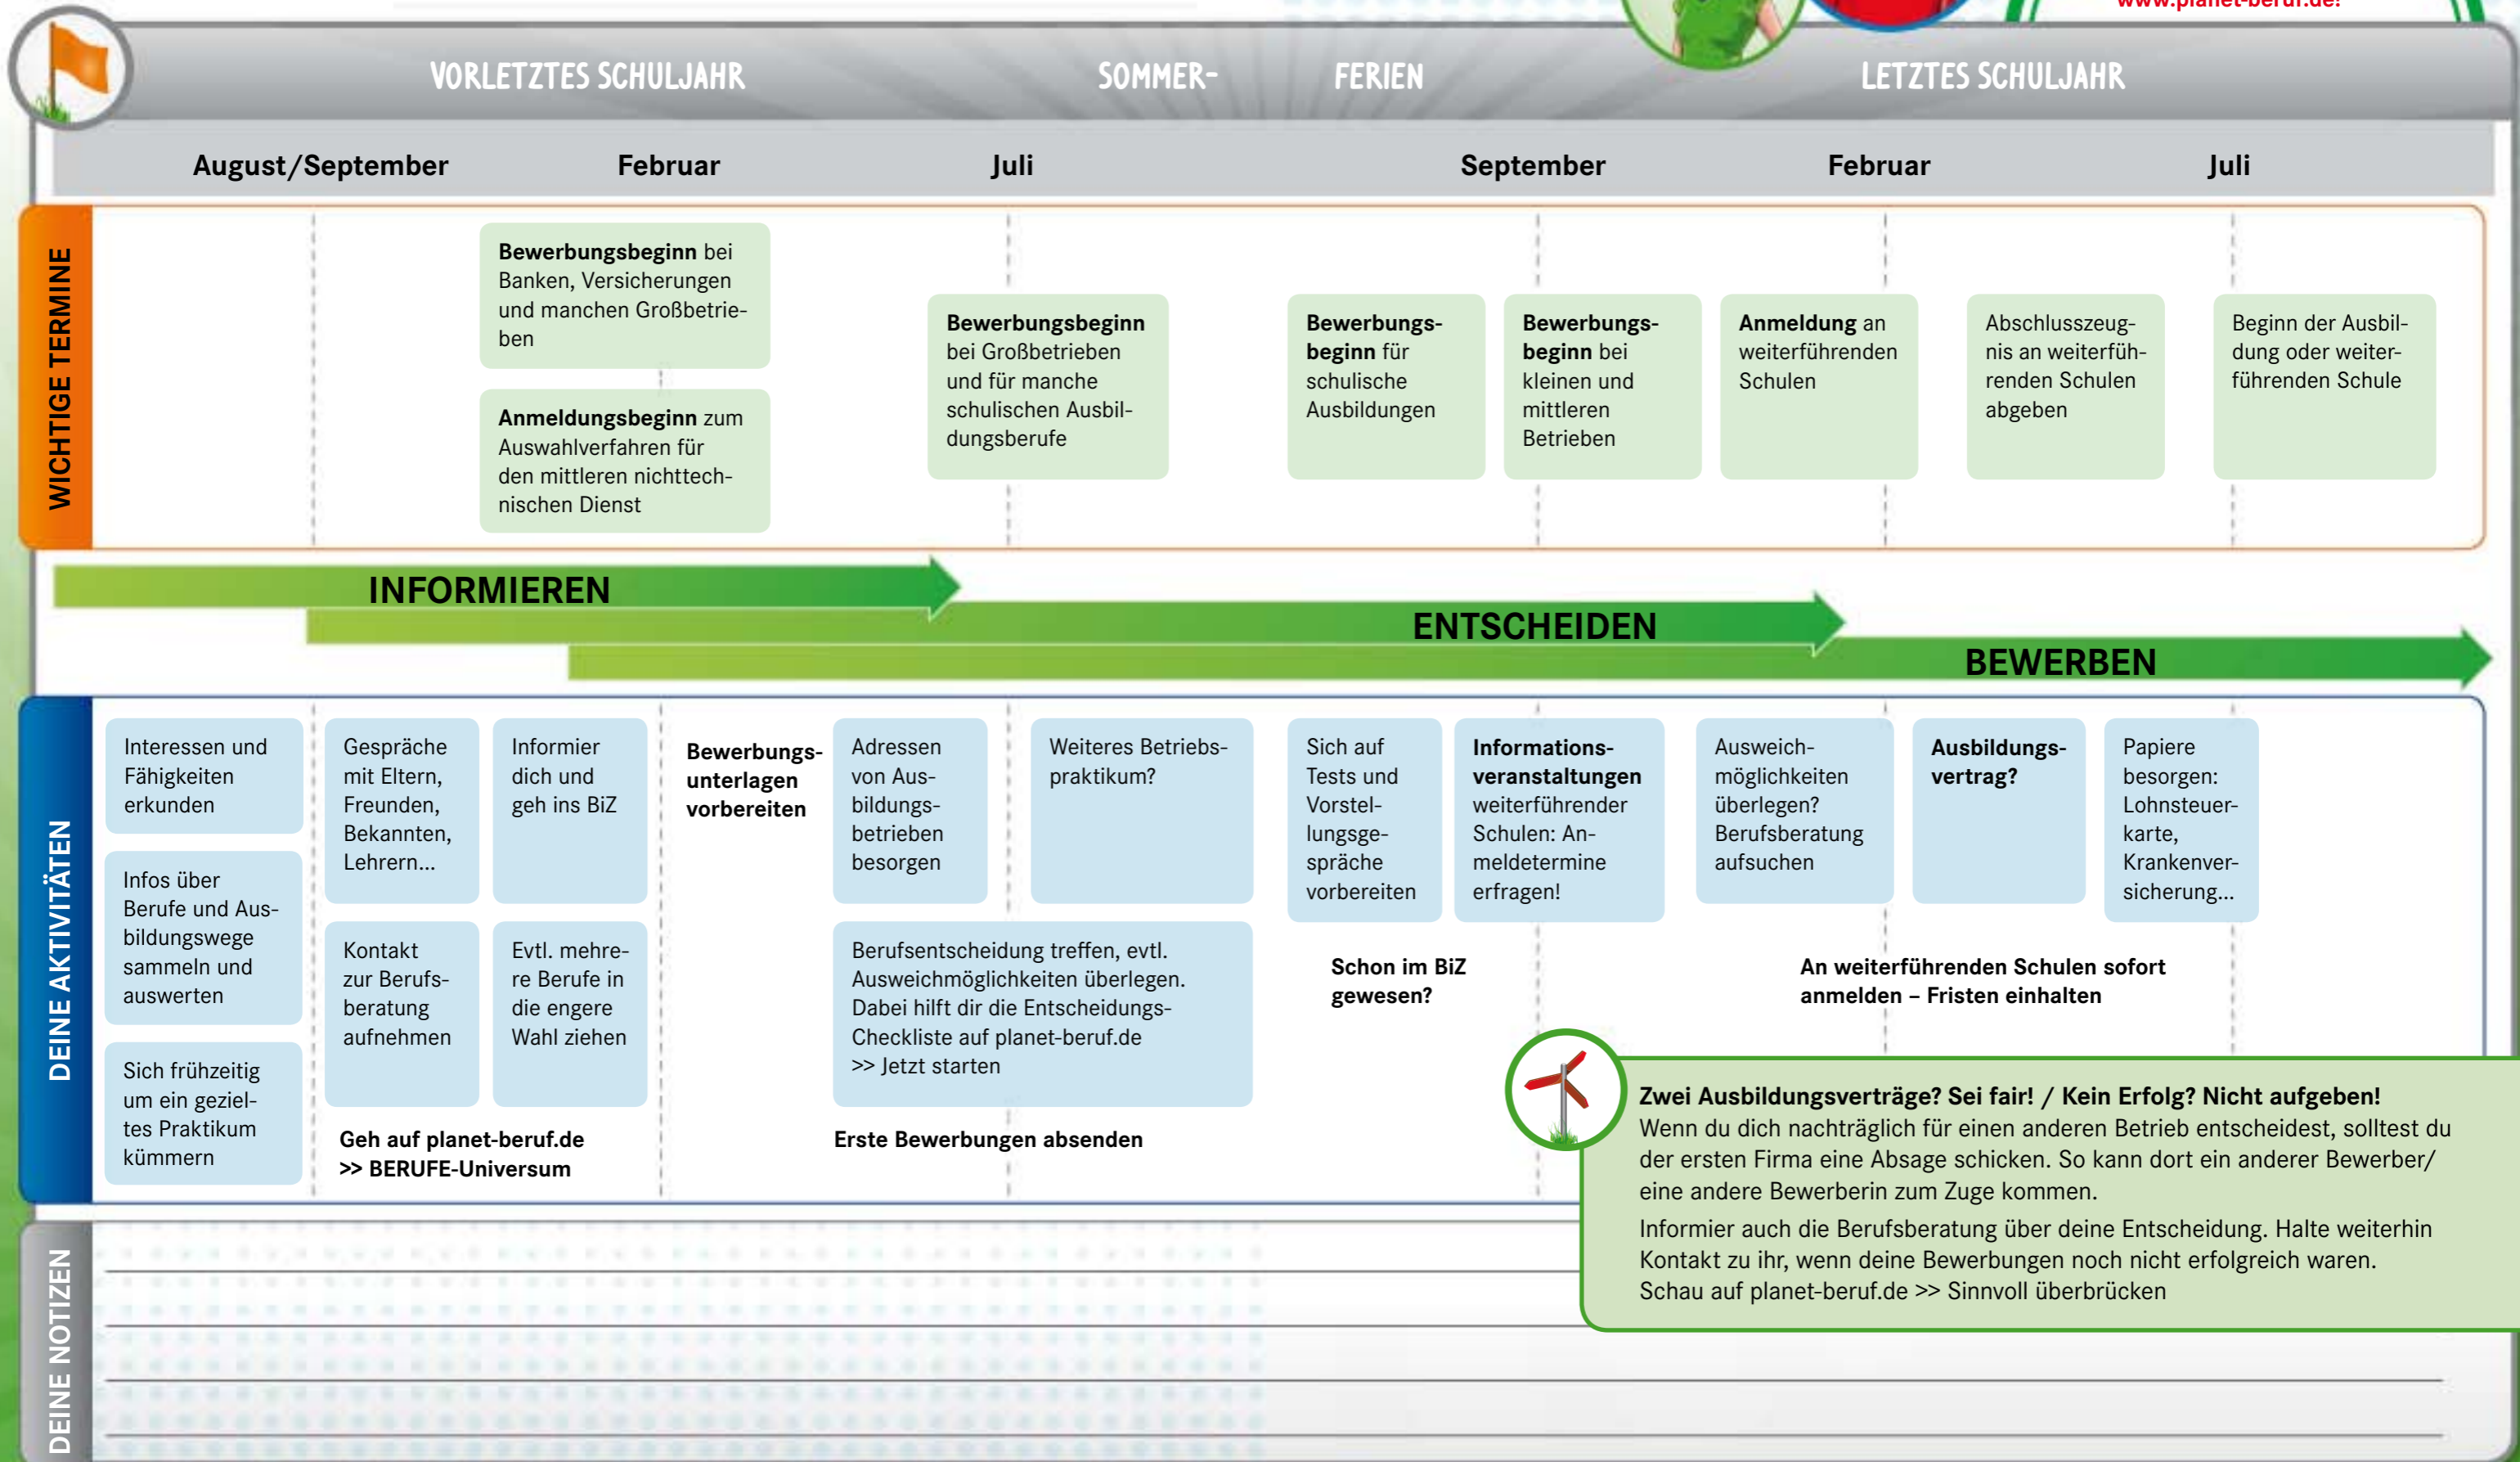 www.planet-beruf.de!
VORLETZTES SCHULJAHR
SOMMER-
FERIEN
LETZTES SCHULJAHR
August/September
Februar
Juli
September
Februar
Juli
WICHTIGE TERMINE
Bewerbungsbeginn bei
Banken, Versicherungen
und manchen Großbetrie-
ben
Anmeldungsbeginn zum
Auswahlverfahren für
den mittleren nichttech-
nischen Dienst
Bewerbungsbeginn
bei Großbetrieben
und für manche
schulischen Ausbil-
dungsberufe
Bewerbungs-
beginn für
schulische
Ausbildungen
Bewerbungs-
beginn bei
kleinen und
mittleren
Betrieben
Anmeldung an
weiterführenden
Schulen
Abschlusszeug-
nis an weiterfüh-
renden Schulen
abgeben
Beginn der Ausbil-
dung oder weiter-
führenden Schule
INFORMIEREN
ENTSCHEIDEN
BEWERBEN
DEINE AKTIVITÄTEN
Interessen und
Fähigkeiten
erkunden
Infos über
Berufe und Aus-
bildungswege
sammeln und
auswerten
Sich frühzeitig
um ein geziel-
tes Praktikum
kümmern
Gespräche
mit Eltern,
Freunden,
Bekannten,
Lehrern...
Kontakt
zur Berufs-
beratung
aufnehmen
Informier
dich und
geh ins BiZ
Evtl. mehre-
re Berufe in
die engere
Wahl ziehen
Geh auf planet-beruf.de
>> BERUFE-Universum
Bewerbungs-
unterlagen
vorbereiten
Adressen
von Aus-
bildungs-
betrieben
besorgen
Weiteres Betriebs-
praktikum?
Berufsentscheidung treffen, evtl.
Ausweichmöglichkeiten überlegen.
Dabei hilft dir die Entscheidungs-
Checkliste auf planet-beruf.de
>> Jetzt starten
Erste Bewerbungen absenden
Sich auf
Tests und
Vorstel-
lungsge-
spräche
vorbereiten
Informations-
veranstaltungen
weiterführender
Schulen: An-
meldetermine
erfragen!
Schon im BiZ
gewesen?
Ausweich-
möglichkeiten
überlegen?
Berufsberatung
aufsuchen
Ausbildungs-
vertrag?
Papiere
besorgen:
Lohnsteuer-
karte,
Krankenver-
sicherung...
An weiterführenden Schulen sofort
anmelden – Fristen einhalten
Zwei Ausbildungsverträge? Sei fair! / Kein Erfolg? Nicht aufgeben!
Wenn du dich nachträglich für einen anderen Betrieb entscheidest, solltest du
der ersten Firma eine Absage schicken. So kann dort ein anderer Bewerber/
eine andere Bewerberin zum Zuge kommen.
Informier auch die Berufsberatung über deine Entscheidung. Halte weiterhin
Kontakt zu ihr, wenn deine Bewerbungen noch nicht erfolgreich waren.
Schau auf planet-beruf.de >> Sinnvoll überbrücken
DEINE NOTIZEN